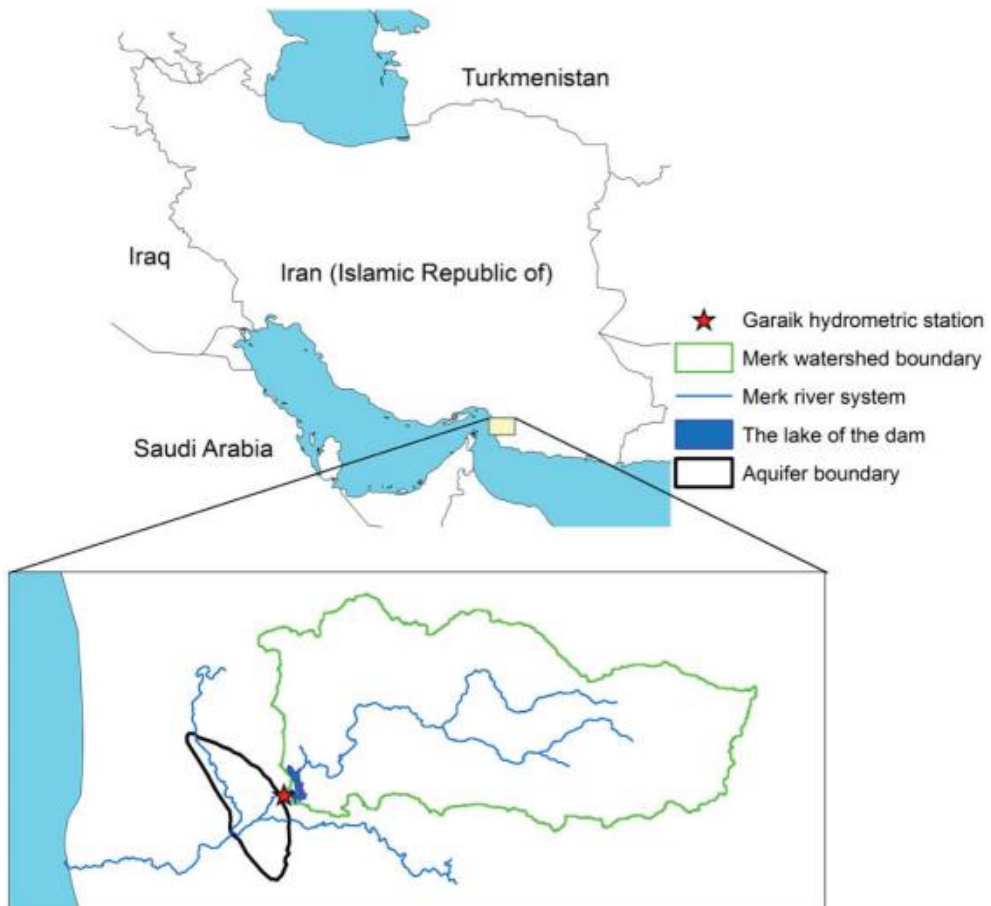 Turkmenistan
Iraq
Iran (Islamic Republic of)
Saudi Arabia
Garaik hydrometric station
Merk watershed boundary
Merk river system
The lake of the dam
Aquifer boundary